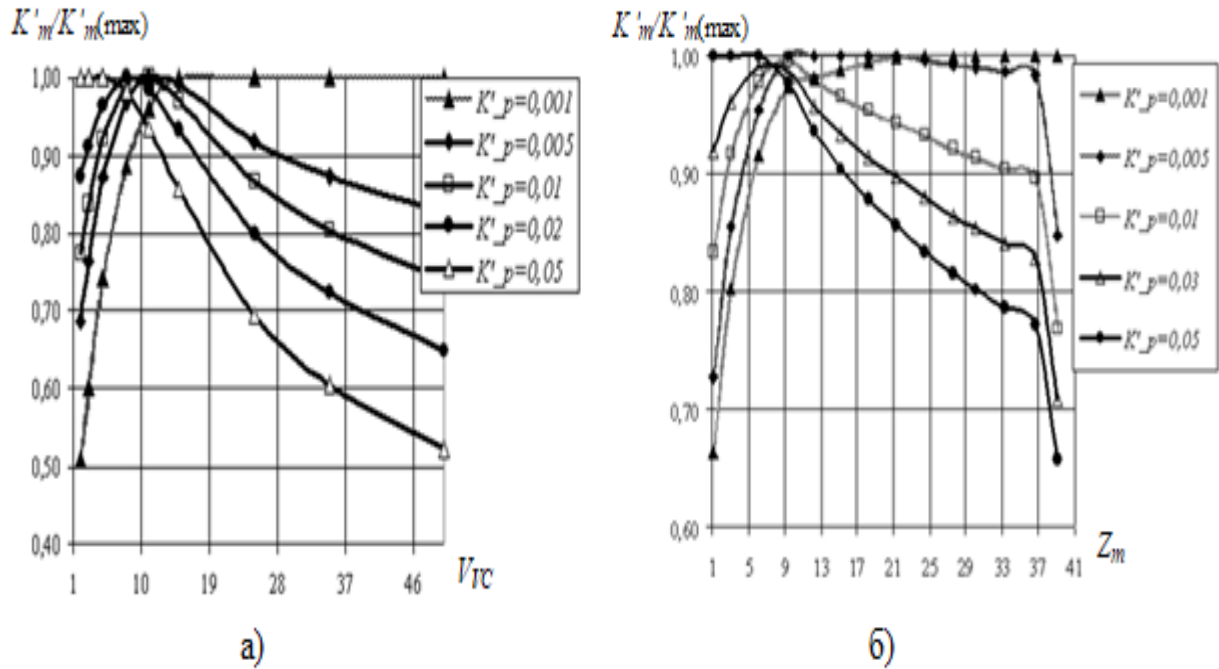 K'm/K'm(max)
1,00
0,90
0,80
0,70
0,60
0,50
0,40
1 10 19 28 37 46
VГС
K'_p=0,001
K'_p=0,005
K'_p=0,01
K'_p=0,02
K'_p=0,05
а)
K'm/K'm(max)
1,00
0,90
0,80
0,70
0,60
1 5 9 13 17 21 25 29 33 37 41
Zm
K'_p=0,001
K'_p=0,005
K'_p=0,01
K'_p=0,03
K'_p=0,05
б)